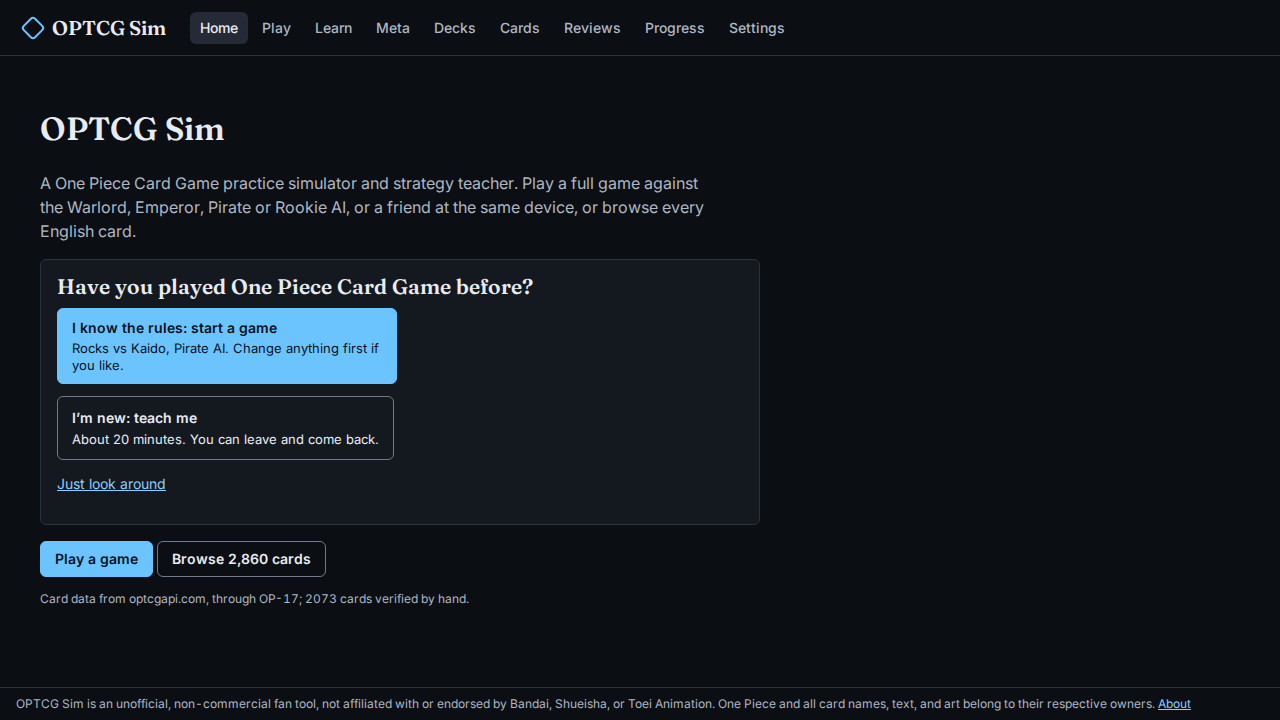 OPTCG Sim
Home
Play
Learn
Meta
Decks
Cards
Reviews
Progress
Settings
OPTCG Sim
A One Piece Card Game practice simulator and strategy teacher. Play a full game against
the Warlord, Emperor, Pirate or Rookie AI, or a friend at the same device, or browse every
English card.
Have you played One Piece Card Game before?
I know the rules: start a game
Rocks vs Kaido, Pirate AI. Change anything first if
you like.
I’m new: teach me
About 20 minutes. You can leave and come back.
Just look around
Play a game
Browse 2,860 cards
Card data from optcgapi.com, through OP-17; 2073 cards verified by hand.
OPTCG Sim is an unofficial, non-commercial fan tool, not affiliated with or endorsed by Bandai, Shueisha, or Toei Animation. One Piece and all card names, text, and art belong to their respective owners. About